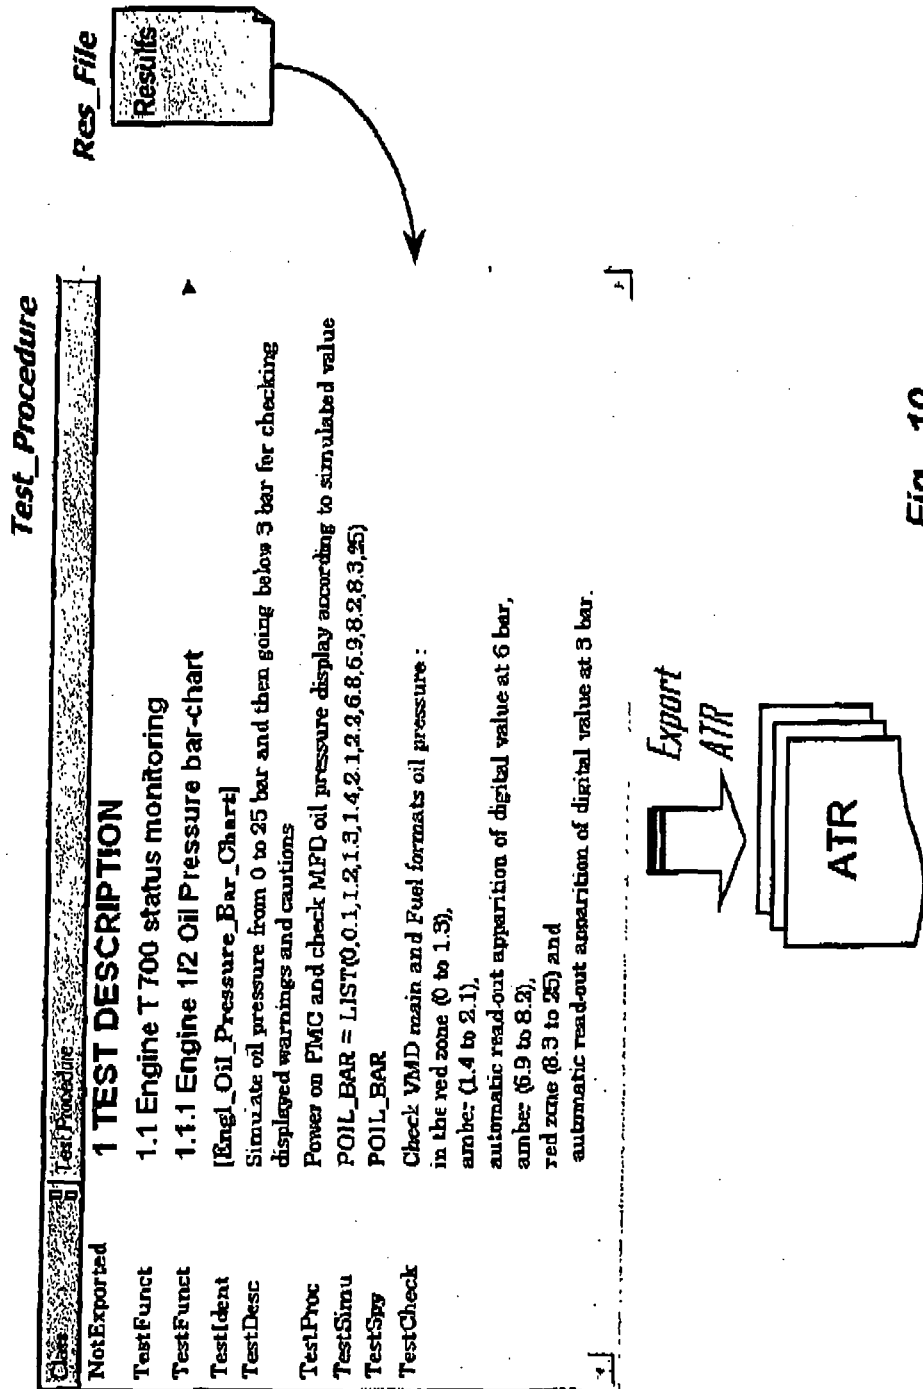 Test_Procedure
Res_File
Results
Class
Test Procedure
NotExported
1 TEST DESCRIPTION
TestFunct
1.1 Engine T 700 status monitoring
TestFunct
1.1.1 Engine 1/2 Oil Pressure bar-chart
TestIdent
[Engl_Oil_Pressure_Bar_Chart]
TestDesc
Simulate oil pressure from 0 to 25 bar and then going below 3 bar for checking
displayed warnings and cautions
TestProc
Power on PMC and check MFD oil pressure display according to simulated value
TestSimu
POIL_BAR = LIST(0,0.1,1.2,1.3,1.4,2.1,2.2,6.8,6.9,8.2,8.3,25)
TestSpy
POIL_BAR
TestCheck
Check VMD main and Fuel formats oil pressure :
in the red zone (0 to 1.3),
amber (1.4 to 2.1),
automatic read-out apparition of digital value at 6 bar,
amber (6.9 to 8.2),
red zone (8.3 to 25) and
automatic read-out apparition of digital value at 3 bar.
Export
ATR
ATR
Fig. 10